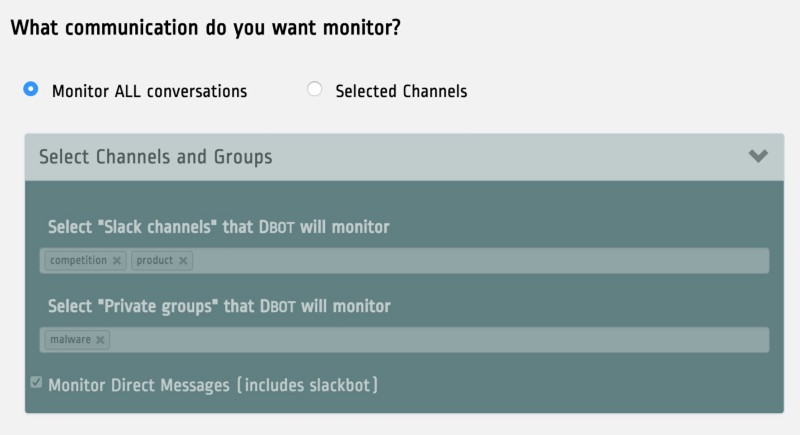 What communication do you want monitor?
Monitor ALL conversations Selected Channels
Select Channels and Groups
Select "Slack channels" that DBOT will monitor
competition × product ×
Select "Private groups" that DBOT will monitor
malware ×
Monitor Direct Messages (includes slackbot)